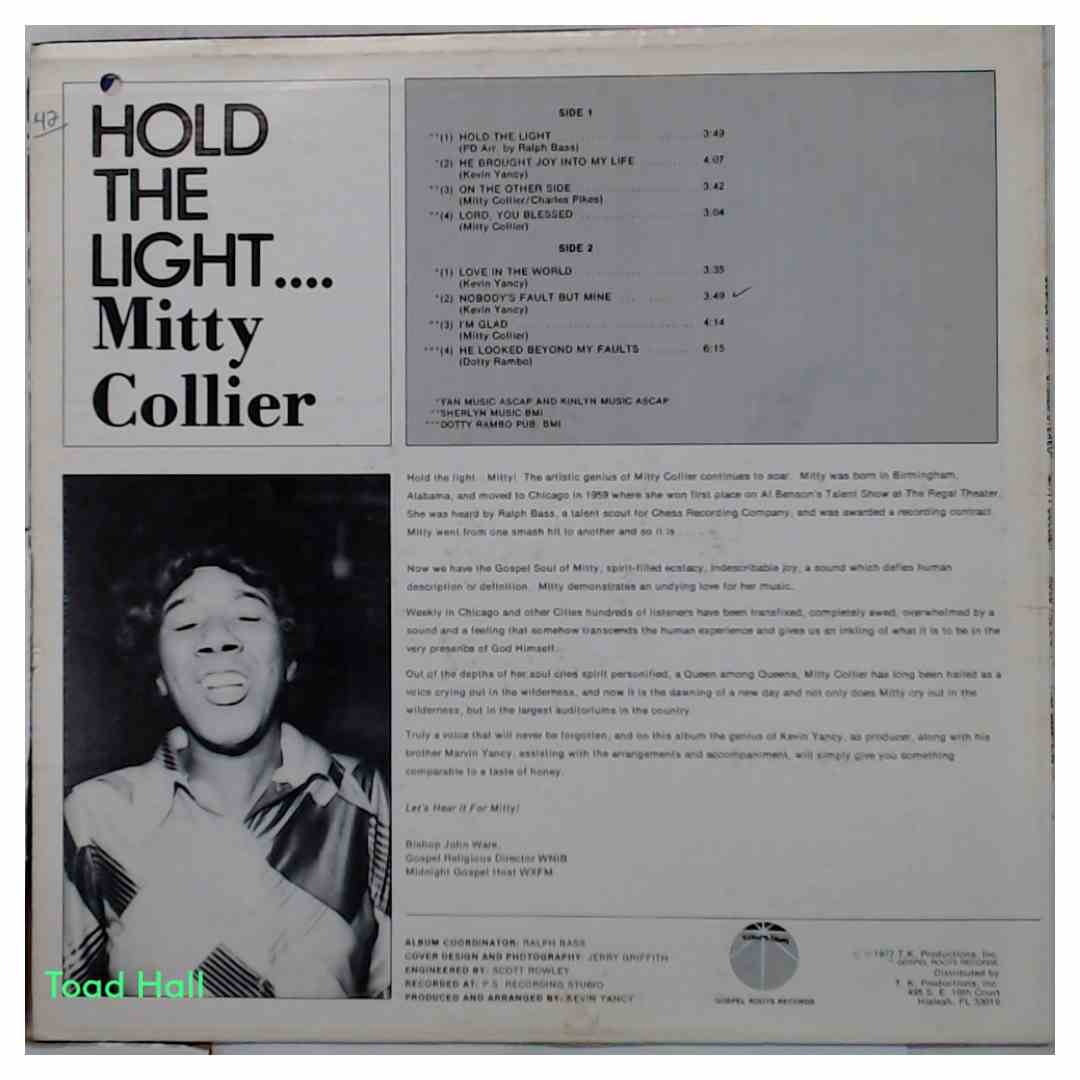 42
HOLD
THE
LIGHT....
Mitty
Collier
SIDE 1
**(1) HOLD THE LIGHT 3:49
(PD Arr. by Ralph Bass)
*(2) HE BROUGHT JOY INTO MY LIFE 4:07
(Kevin Yancy)
**(3) ON THE OTHER SIDE 3:42
(Mitty Collier/Charles Pikes)
**(4) LORD, YOU BLESSED 3:04
(Mitty Collier)
SIDE 2
*(1) LOVE IN THE WORLD 3:35
(Kevin Yancy)
*(2) NOBODY'S FAULT BUT MINE 3:49
(Kevin Yancy)
**(3) I'M GLAD 4:14
(Mitty Collier)
***(4) HE LOOKED BEYOND MY FAULTS 6:15
(Dotty Rambo)
*YAN MUSIC ASCAP AND KINLYN MUSIC ASCAP
**SHERLYN MUSIC BMI
***DOTTY RAMBO PUB. BMI
Hold the light... Mitty! The artistic genius of Mitty Collier continues to soar. Mitty was born in Birmingham,
Alabama, and moved to Chicago in 1959 where she won first place on Al Benson's Talent Show at The Regal Theater.
She was heard by Ralph Bass, a talent scout for Chess Recording Company, and was awarded a recording contract.
Mitty went from one smash hit to another and so it is.....
Now we have the Gospel Soul of Mitty, spirit-filled ecstacy, indescribable joy, a sound which defies human
description or definition. Mitty demonstrates an undying love for her music.
Weekly in Chicago and other Cities hundreds of listeners have been transfixed, completely awed, overwhelmed by a
sound and a feeling that somehow transcends the human experience and gives us an inkling of what it is to be in the
very presence of God Himself.
Out of the depths of her soul cries spirit personified, a Queen among Queens, Mitty Collier has long been hailed as a
voice crying out in the wilderness, and now it is the dawning of a new day and not only does Mitty cry out in the
wilderness, but in the largest auditoriums in the country.
Truly a voice that will never be forgotten, and on this album the genius of Kevin Yancy, as producer, along with his
brother Marvin Yancy, assisting with the arrangements and accompaniment, will simply give you something
comparable to a taste of honey.
Let's Hear It For Mitty!
Bishop John Ware,
Gospel Religious Director WNIB
Midnight Gospel Host WXFM
ALBUM COORDINATOR: RALPH BASS
COVER DESIGN AND PHOTOGRAPHY: JERRY GRIFFITH
ENGINEERED BY: SCOTT ROWLEY
RECORDED AT: P.S. RECORDING STUDIO
PRODUCED AND ARRANGED BY: KEVIN YANCY
GOSPEL ROOTS RECORDS
1977 T.K. Productions, Inc.
GOSPEL ROOTS RECORDS
Distributed by
T. K. Productions, Inc.
495 S. E. 10th Court
Hialeah, FL 33010
Toad Hall